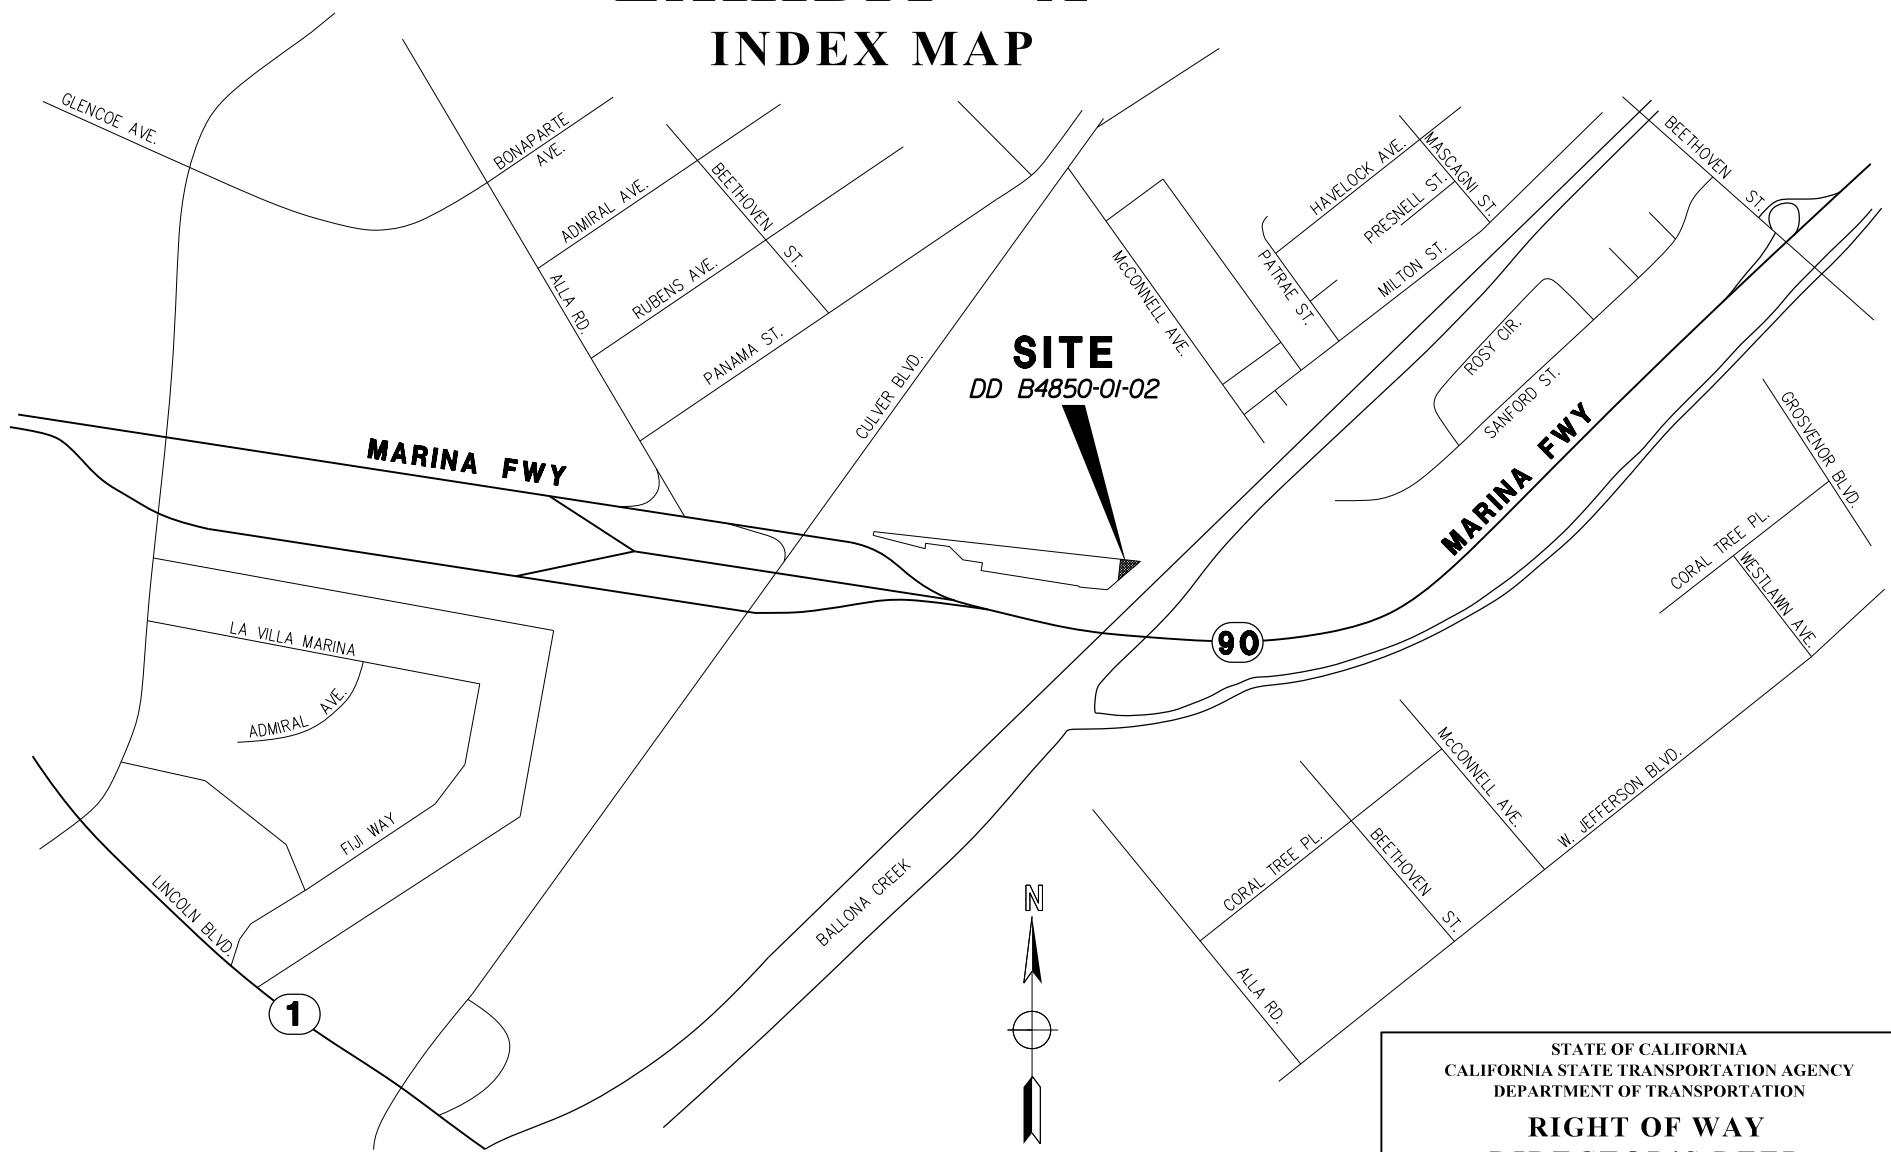 INDEX MAP
GLENCOE AVE.
BONAPARTE
AVE.
ADMIRAL AVE.
BEETHOVEN
ST.
RUBENS AVE.
ALLA RD.
PANAMA ST.
CULVER BLVD.
McCONNELL AVE.
HAVELOCK AVE.
MASCAGNI ST.
PRESNELL ST.
PATRAE ST.
MILTON ST.
BEETHOVEN
ST.
ROSY CIR.
SANFORD ST.
SITE
DD B4850-01-02
MARINA FWY
MARINA FWY
GROSVENOR BLVD.
CORAL TREE PL.
WESTLAWN AVE.
90
LA VILLA MARINA
ADMIRAL AVE.
FIJI WAY
LINCOLN BLVD.
1
BALLONA CREEK
N
McCONNELL AVE.
W. JEFFERSON BLVD.
CORAL TREE PL.
BEETHOVEN
ST.
ALLA RD.
STATE OF CALIFORNIA
CALIFORNIA STATE TRANSPORTATION AGENCY
DEPARTMENT OF TRANSPORTATION
RIGHT OF WAY